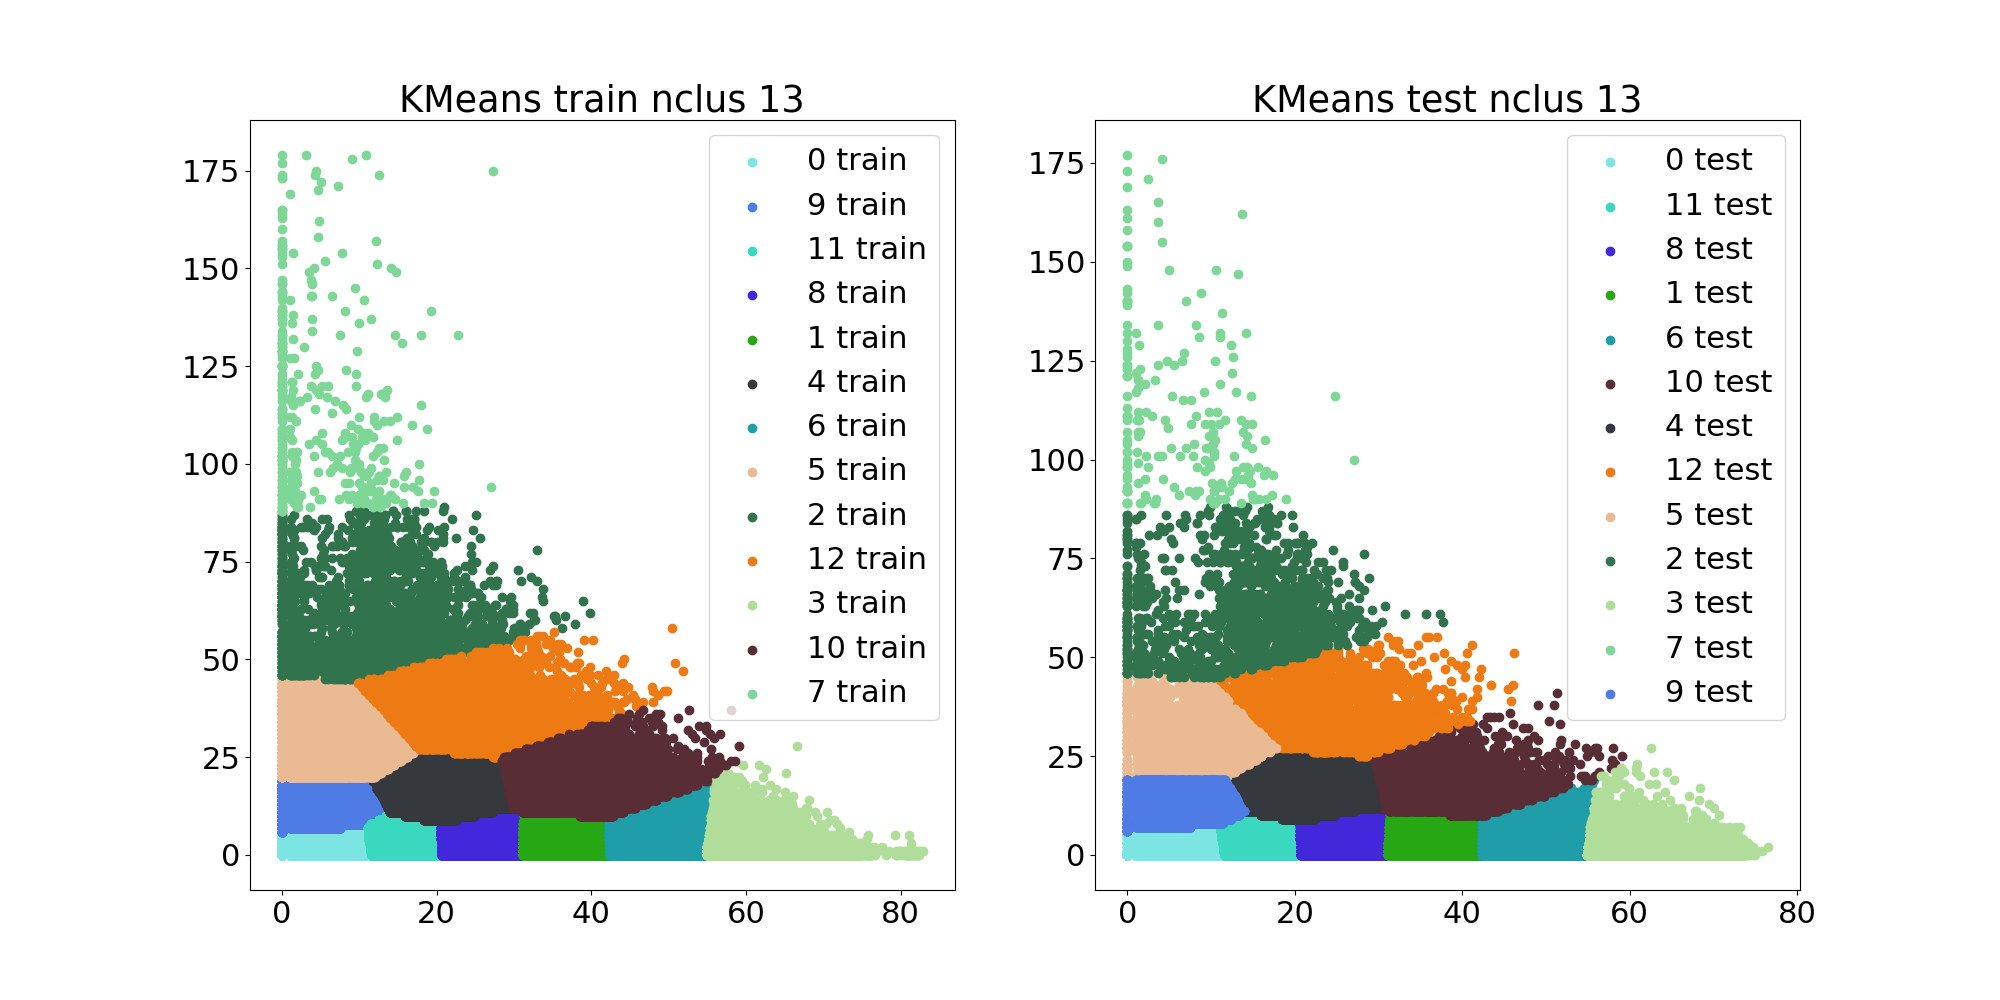 KMeans train nclus 13
175
150
125
100
75
50
25
0
0 20 40 60 80
0 train
9 train
11 train
8 train
1 train
4 train
6 train
5 train
2 train
12 train
3 train
10 train
7 train
KMeans test nclus 13
175
150
125
100
75
50
25
0
0 20 40 60 80
0 test
11 test
8 test
1 test
6 test
10 test
4 test
12 test
5 test
2 test
3 test
7 test
9 test